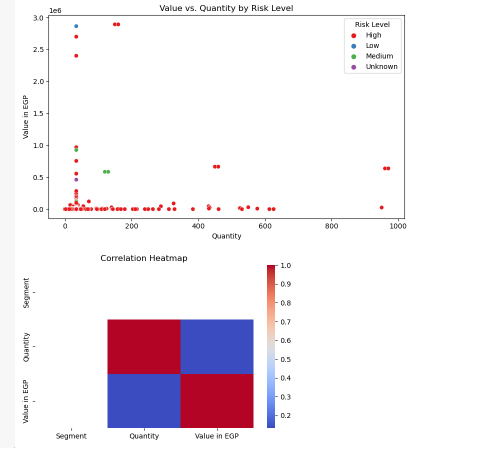 Value vs. Quantity by Risk Level
1e6
3.0
2.5
2.0
1.5
1.0
0.5
0.0
Value in EGP
Risk Level
High
Low
Medium
Unknown
0
200
400
600
800
1000
Quantity
Correlation Heatmap
Segment
Quantity
Value in EGP
Segment
Quantity
Value in EGP
1.0
0.9
0.8
0.7
0.6
0.5
0.4
0.3
0.2